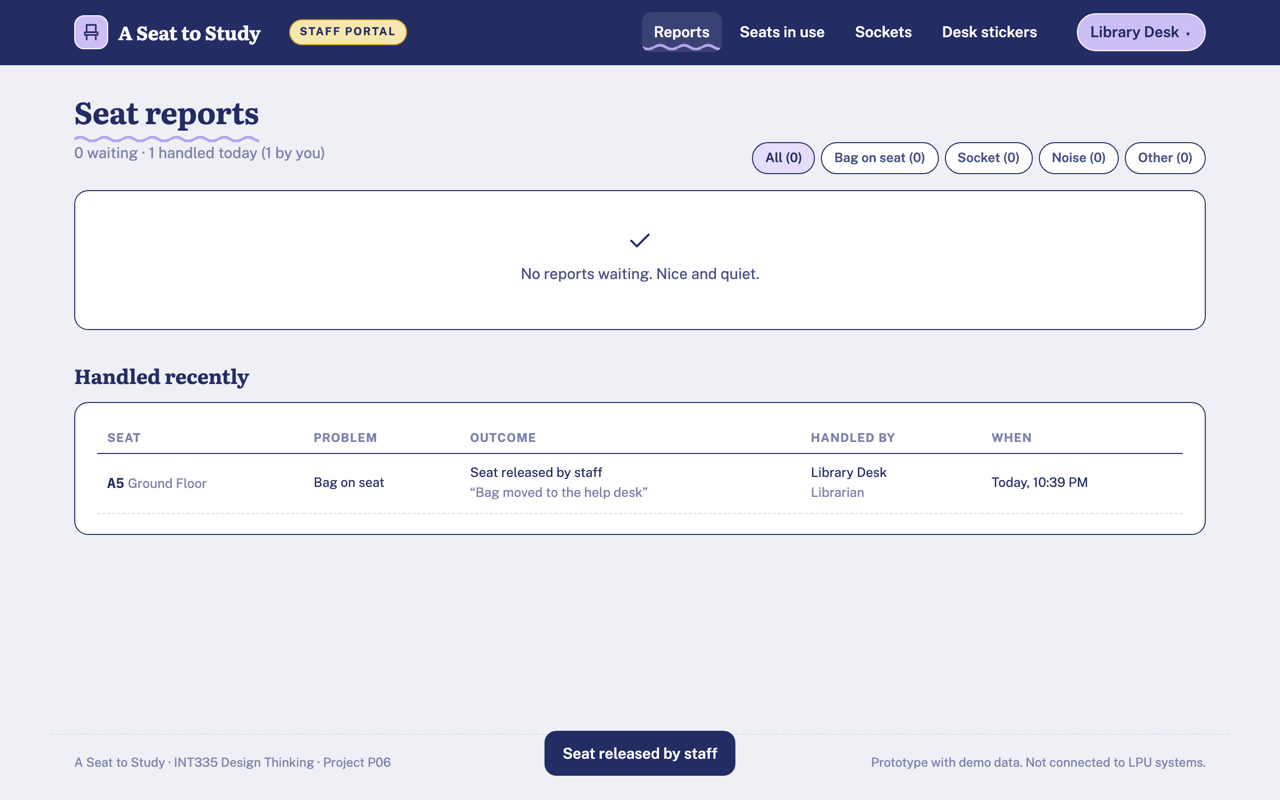 A Seat to Study
STAFF PORTAL
Reports
Seats in use
Sockets
Desk stickers
Library Desk
Seat reports
0 waiting · 1 handled today (1 by you)
All (0)
Bag on seat (0)
Socket (0)
Noise (0)
Other (0)
No reports waiting. Nice and quiet.
Handled recently
SEAT PROBLEM OUTCOME HANDLED BY WHEN
A5 Ground Floor
Bag on seat
Seat released by staff
“Bag moved to the help desk”
Library Desk
Librarian
Today, 10:39 PM
A Seat to Study · INT335 Design Thinking · Project P06
Seat released by staff
Prototype with demo data. Not connected to LPU systems.